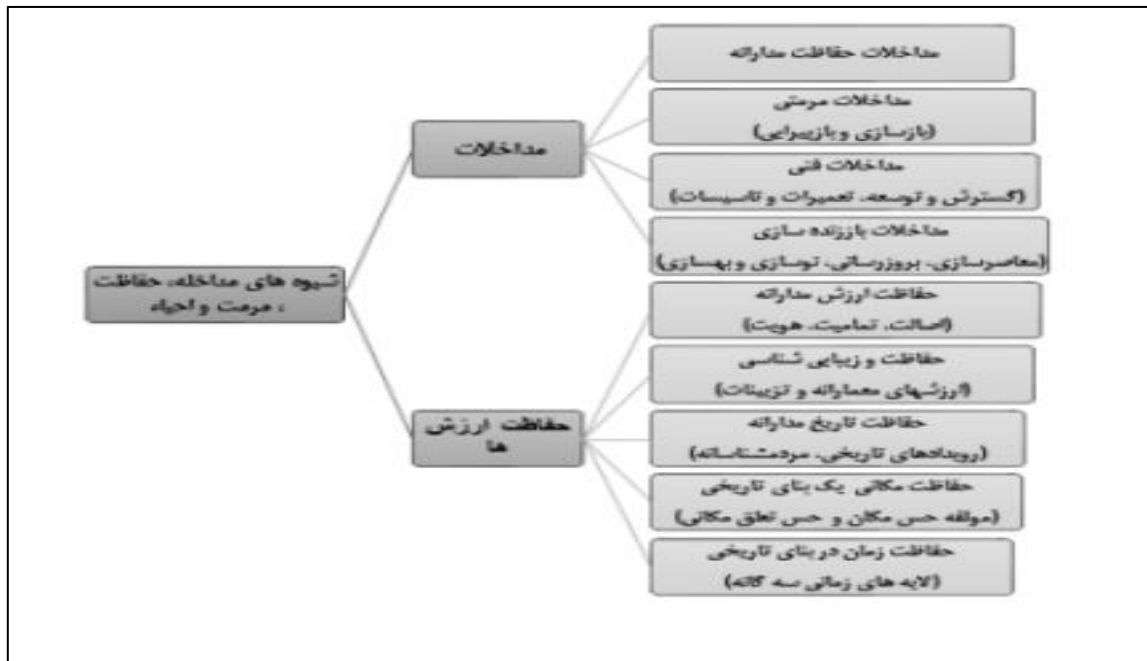 شیوه های مداخله، حفاظت
، مرمت و احیاء
مداخلات
مداخلات حفاظت مدارانه
مداخلات مرمتی
(بازسازی و بازپیرایی)
مداخلات فنی
(گسترش و توسعه، تعمیرات و تاسیسات)
مداخلات باززنده سازی
(معاصرسازی، بروزرسانی، نوسازی و بهسازی)
حفاظت ارزش
ها
حفاظت ارزش مدارانه
(اصالت، تمامیت، هویت)
حفاظت و زیبایی شناسی
(ارزشهای معمارانه و تزیینات)
حفاظت تاریخ مدارانه
(رویدادهای تاریخی، مردمشناسانه)
حفاظت مکانی یک بنای تاریخی
(مولفه حس مکان و حس تعلق مکانی)
حفاظت زمان در بنای تاریخی
(لایه های زمانی سه گانه)